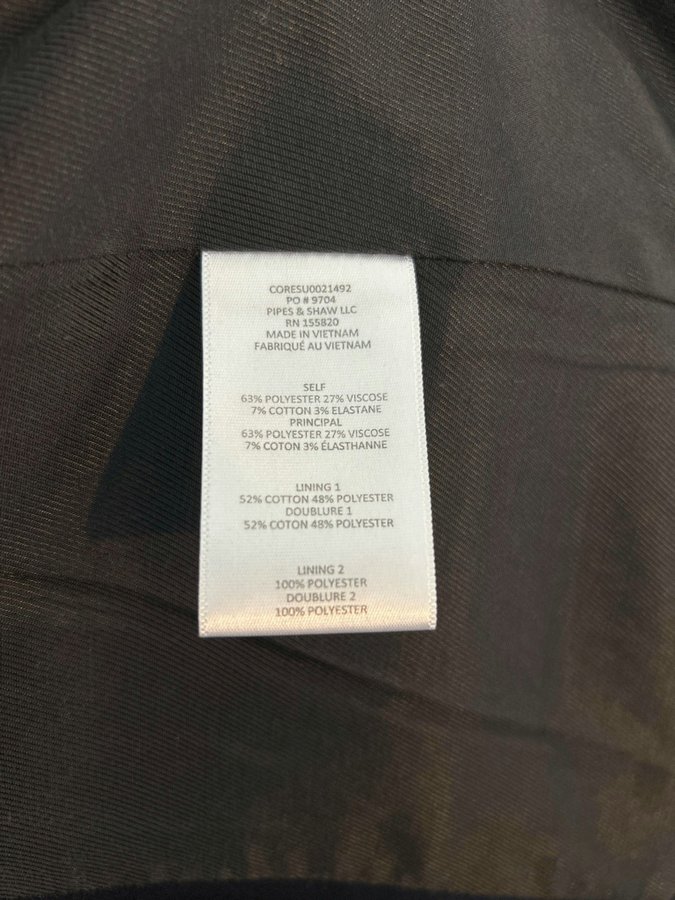 CORESU0021492
PO # 9704
PIPES & SHAW LLC
RN 155820
MADE IN VIETNAM
FABRIQUÉ AU VIETNAM
SELF
63% POLYESTER 27% VISCOSE
7% COTTON 3% ELASTANE
PRINCIPAL
63% POLYESTER 27% VISCOSE
7% COTON 3% ÉLASTHANNE
LINING 1
52% COTTON 48% POLYESTER
DOUBLURE 1
52% COTON 48% POLYESTER
LINING 2
100% POLYESTER
DOUBLURE 2
100% POLYESTER